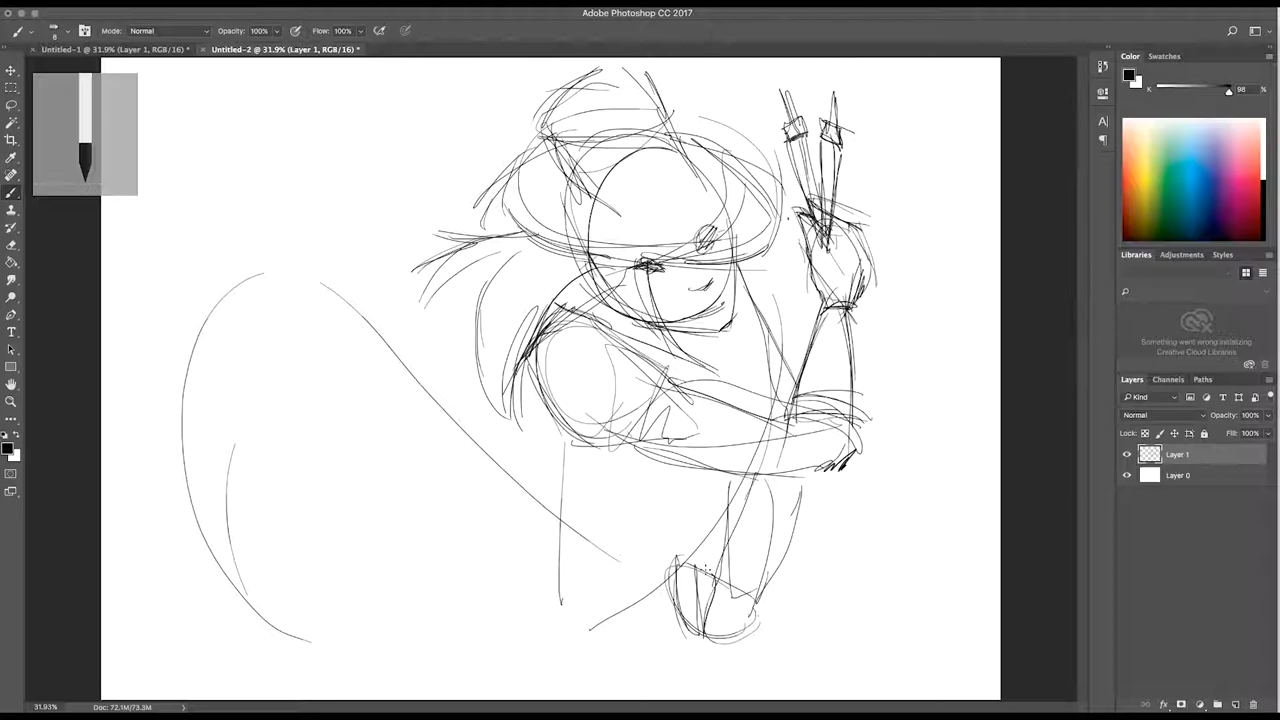 Adobe Photoshop CC 2017
8 Mode: Normal Opacity: 100% Flow: 100%
Untitled-1 @ 31.9% (Layer 1, RGB/16) * Untitled-2 @ 31.9% (Layer 1, RGB/16) *
Color Swatches
K 98 %
A
Libraries Adjustments Styles
Something went wrong initializing
Creative Cloud Libraries
Layers Channels Paths
Kind
Normal Opacity: 100%
Lock: Fill: 100%
Layer 1
Layer 0
T
31.93% Doc: 72.1M/73.3M
fx